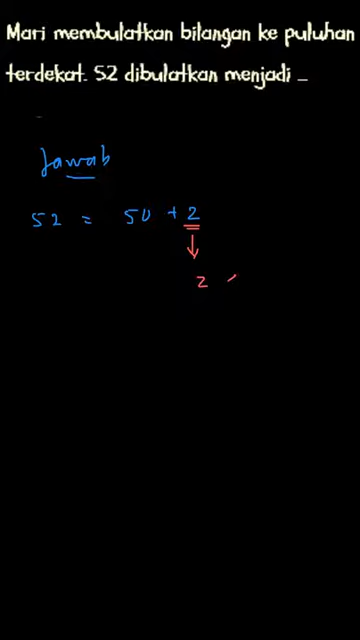 Mari membulatkan bilangan ke puluhan
terdekat. 52 dibulatkan menjadi _
Jawab
52 = 50 + 2
2